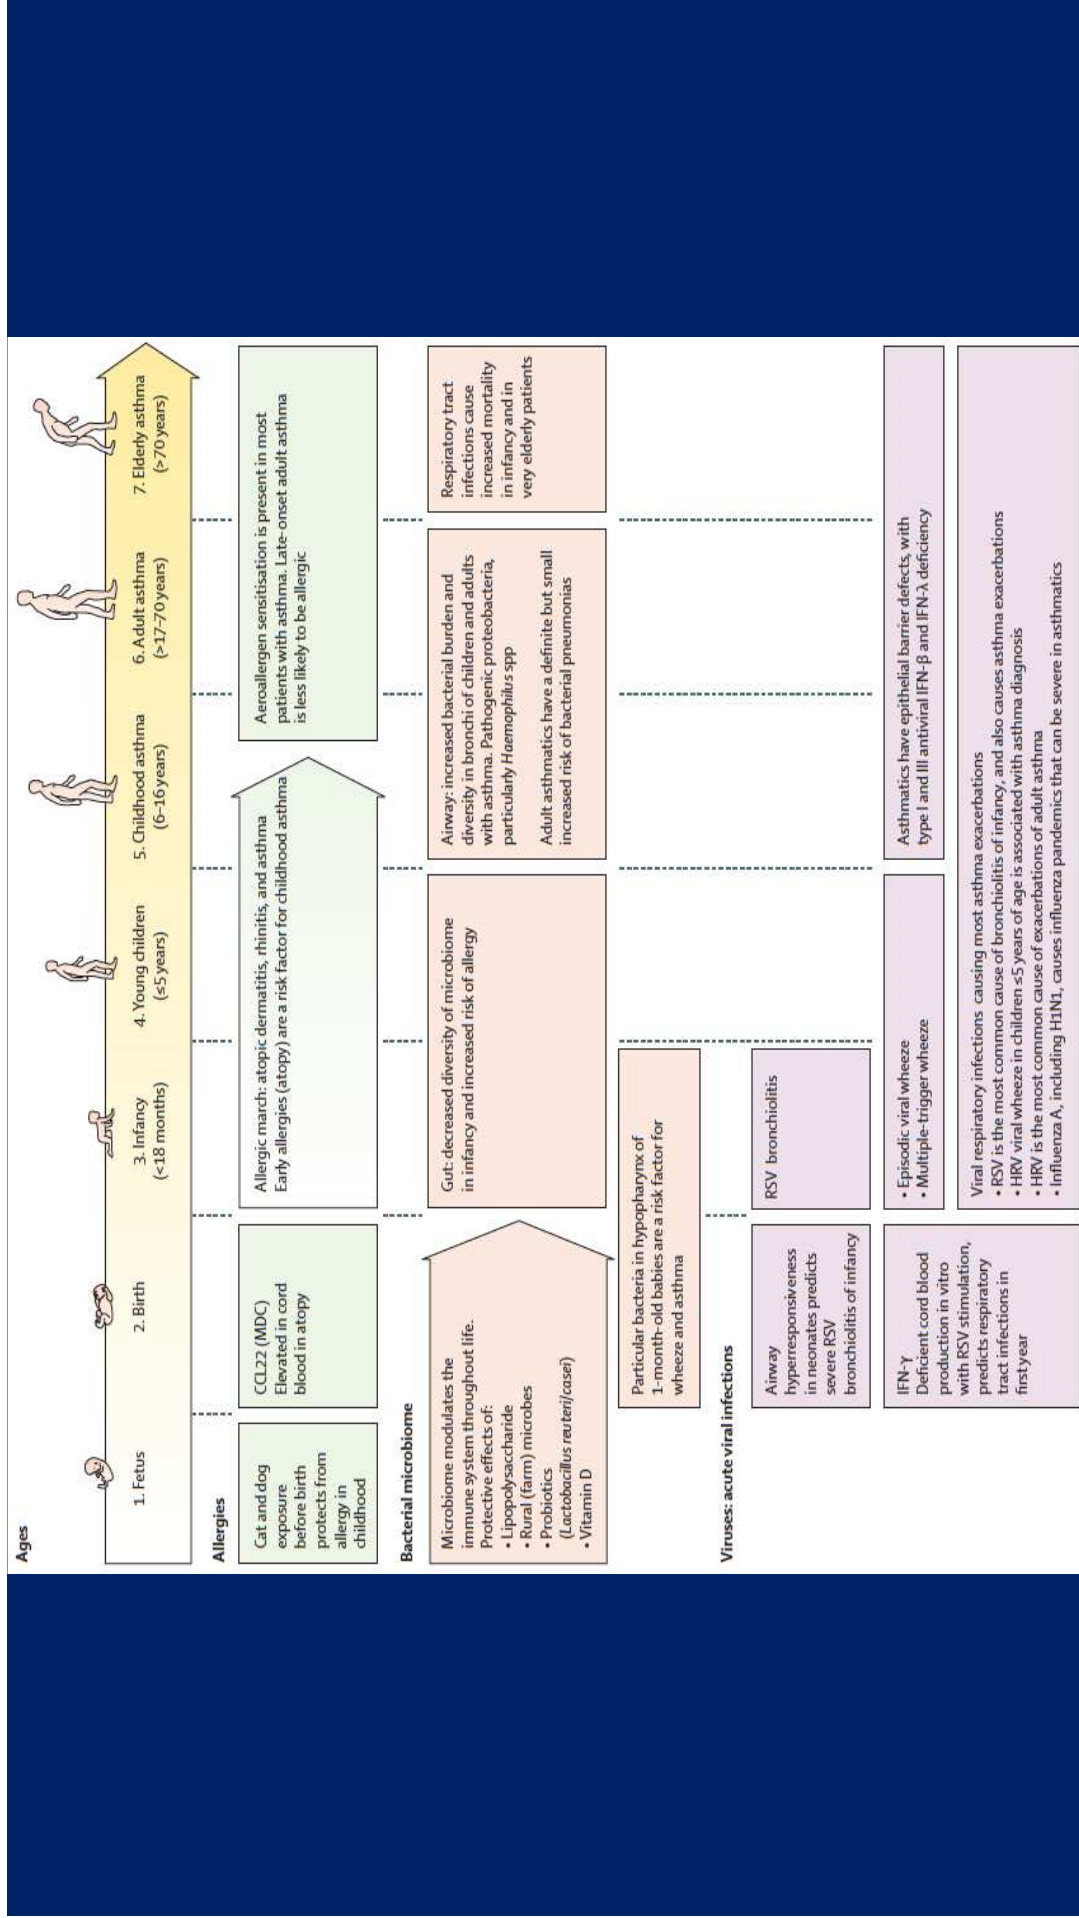 Ages
1. Fetus
2. Birth
3. Infancy
(<18 months)
4. Young children
(≤5 years)
5. Childhood asthma
(6–16 years)
6. Adult asthma
(>17–70 years)
7. Elderly asthma
(>70 years)
Allergies
Cat and dog
exposure
before birth
protects from
allergy in
childhood
CCL22 (MDC)
Elevated in cord
blood in atopy
Allergic march: atopic dermatitis, rhinitis, and asthma
Early allergies (atopy) are a risk factor for childhood asthma
Aeroallergen sensitisation is present in most
patients with asthma. Late-onset adult asthma
is less likely to be allergic
Bacterial microbiome
Microbiome modulates the
immune system throughout life.
Protective effects of:
• Lipopolysaccharide
• Rural (farm) microbes
• Probiotics
(Lactobacillus reuteri/casei)
• Vitamin D
Gut: decreased diversity of microbiome
in infancy and increased risk of allergy
Airway: increased bacterial burden and
diversity in bronchi of children and adults
with asthma. Pathogenic proteobacteria,
particularly Haemophilus spp
Adult asthmatics have a definite but small
increased risk of bacterial pneumonias
Respiratory tract
infections cause
increased mortality
in infancy and in
very elderly patients
Particular bacteria in hypopharynx of
1-month-old babies are a risk factor for
wheeze and asthma
Viruses: acute viral infections
Airway
hyperresponsiveness
in neonates predicts
severe RSV
bronchiolitis of infancy
RSV bronchiolitis
IFN-γ
Deficient cord blood
production in vitro
with RSV stimulation,
predicts respiratory
tract infections in
first year
• Episodic viral wheeze
• Multiple-trigger wheeze
Asthmatics have epithelial barrier defects, with
type I and III antiviral IFN-β and IFN-λ deficiency
Viral respiratory infections causing most asthma exacerbations
• RSV is the most common cause of bronchiolitis of infancy, and also causes asthma exacerbations
• HRV viral wheeze in children ≤5 years of age is associated with asthma diagnosis
• HRV is the most common cause of exacerbations of adult asthma
• Influenza A, including H1N1, causes influenza pandemics that can be severe in asthmatics